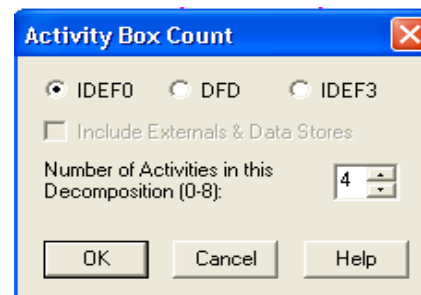 Activity Box Count
IDEF0 DFD IDEF3
Include Externals & Data Stores
Number of Activities in this
Decomposition (0-8):
4
OK Cancel Help